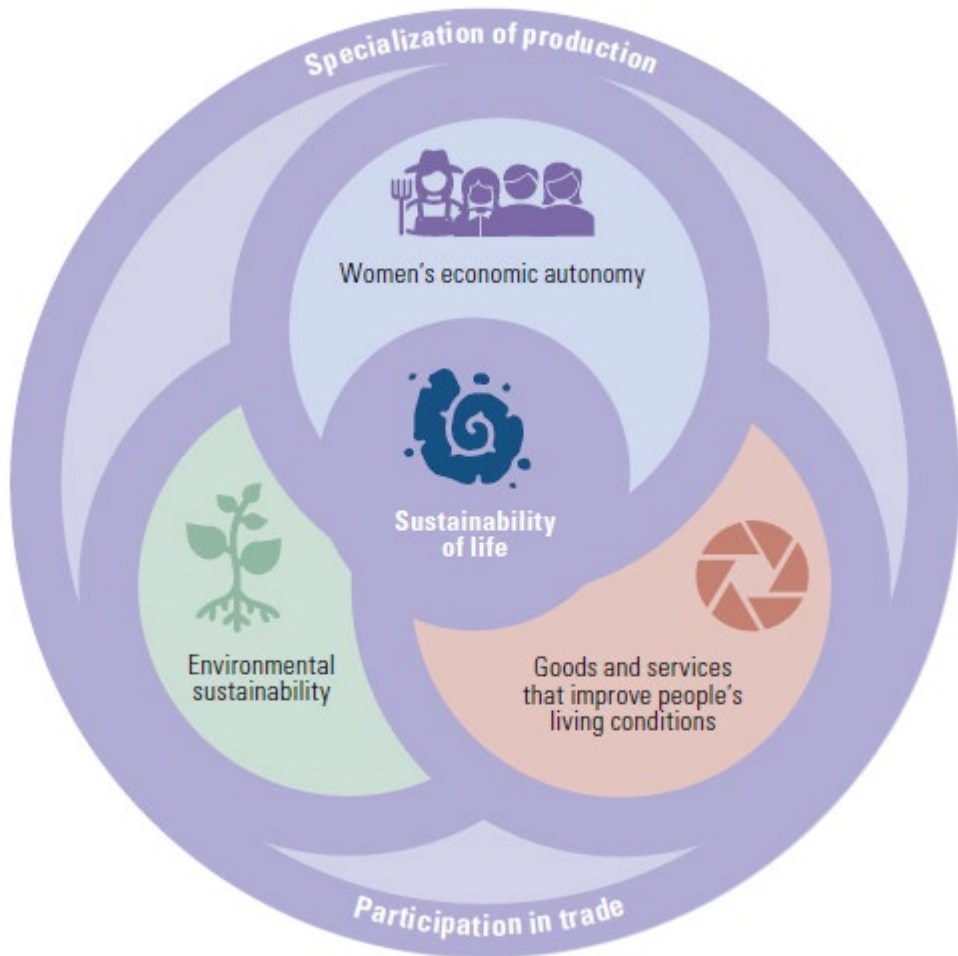 Specialization of production
Women's economic autonomy
Sustainability
of life
Environmental
sustainability
Goods and services
that improve people's
living conditions
Participation in trade